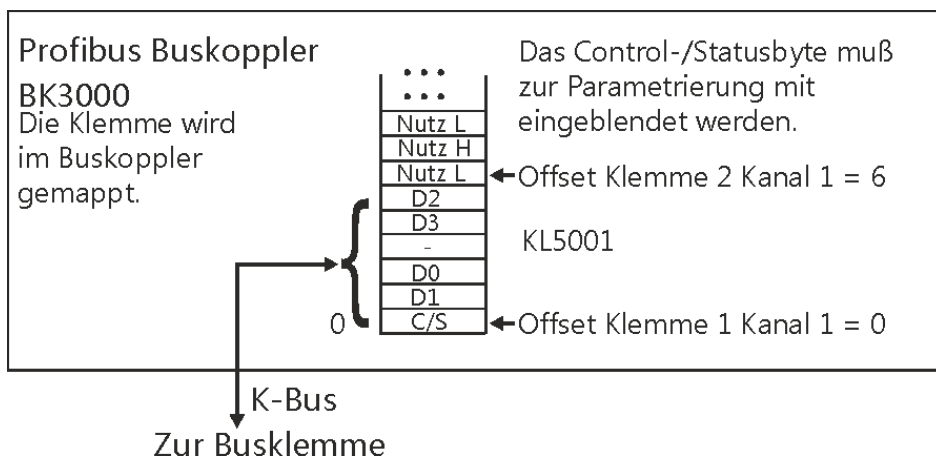 Profibus Buskoppler
BK3000
Die Klemme wird
im Buskoppler
gemappt.
Das Control-/Statusbyte muß
zur Parametrierung mit
eingeblendet werden.
Nutz L
Nutz H
Nutz L
Offset Klemme 2 Kanal 1 = 6
D2
D3
-
KL5001
D0
D1
0
C/S
Offset Klemme 1 Kanal 1 = 0
K-Bus
Zur Busklemme